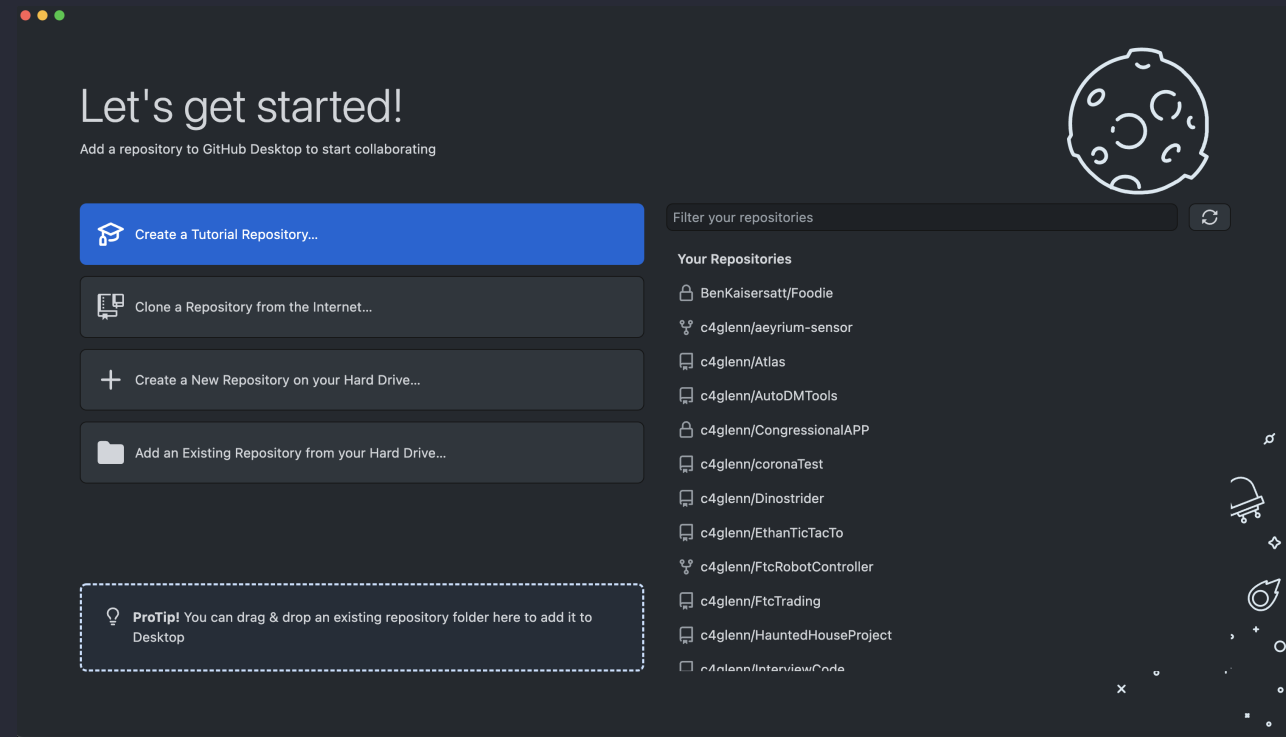 Let's get started!
Add a repository to GitHub Desktop to start collaborating
Create a Tutorial Repository...
Clone a Repository from the Internet...
Create a New Repository on your Hard Drive...
Add an Existing Repository from your Hard Drive...
ProTip! You can drag & drop an existing repository folder here to add it to
Desktop
Filter your repositories
Your Repositories
BenKaisersatt/Foodie
c4glenn/aeyrium-sensor
c4glenn/Atlas
c4glenn/AutoDMTools
c4glenn/CongressionalAPP
c4glenn/coronaTest
c4glenn/Dinostrider
c4glenn/EthanTicTacTo
c4glenn/FtcRobotController
c4glenn/FtcTrading
c4glenn/HauntedHouseProject
c4glenn/InterviewCode